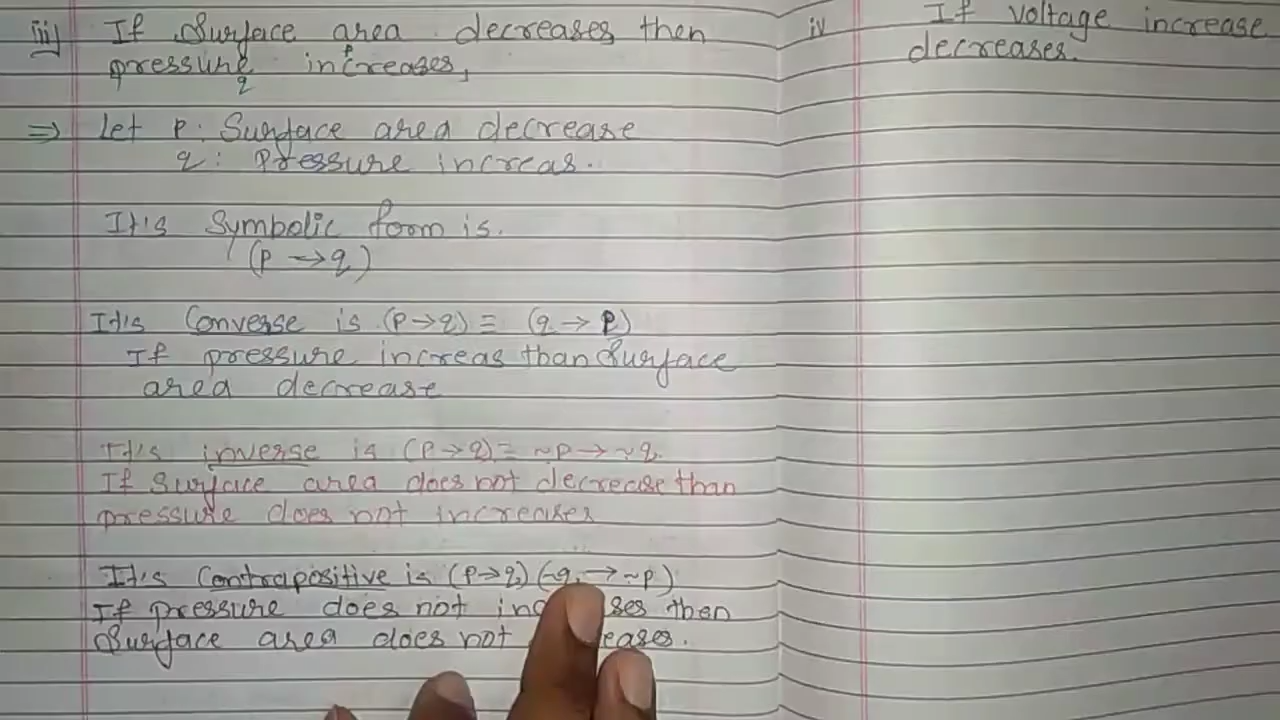 iii) If Surface area decreases then
p
pressure increases,
q
=> Let p: Surface area decrease
q: Pressure increas.
It's Symbolic form is.
(p → q)
It's Converse is (p → q) ≡ (q → p)
If pressure increas than Surface
area decrease
It's inverse is (p → q) ≡ ~p → ~q.
If Surface area does not decrease than
pressure does not increases
It's Contrapositive is (p → q) (~q → ~p)
If pressure does not then
Surface area does not
iv If voltage increase
decreases.